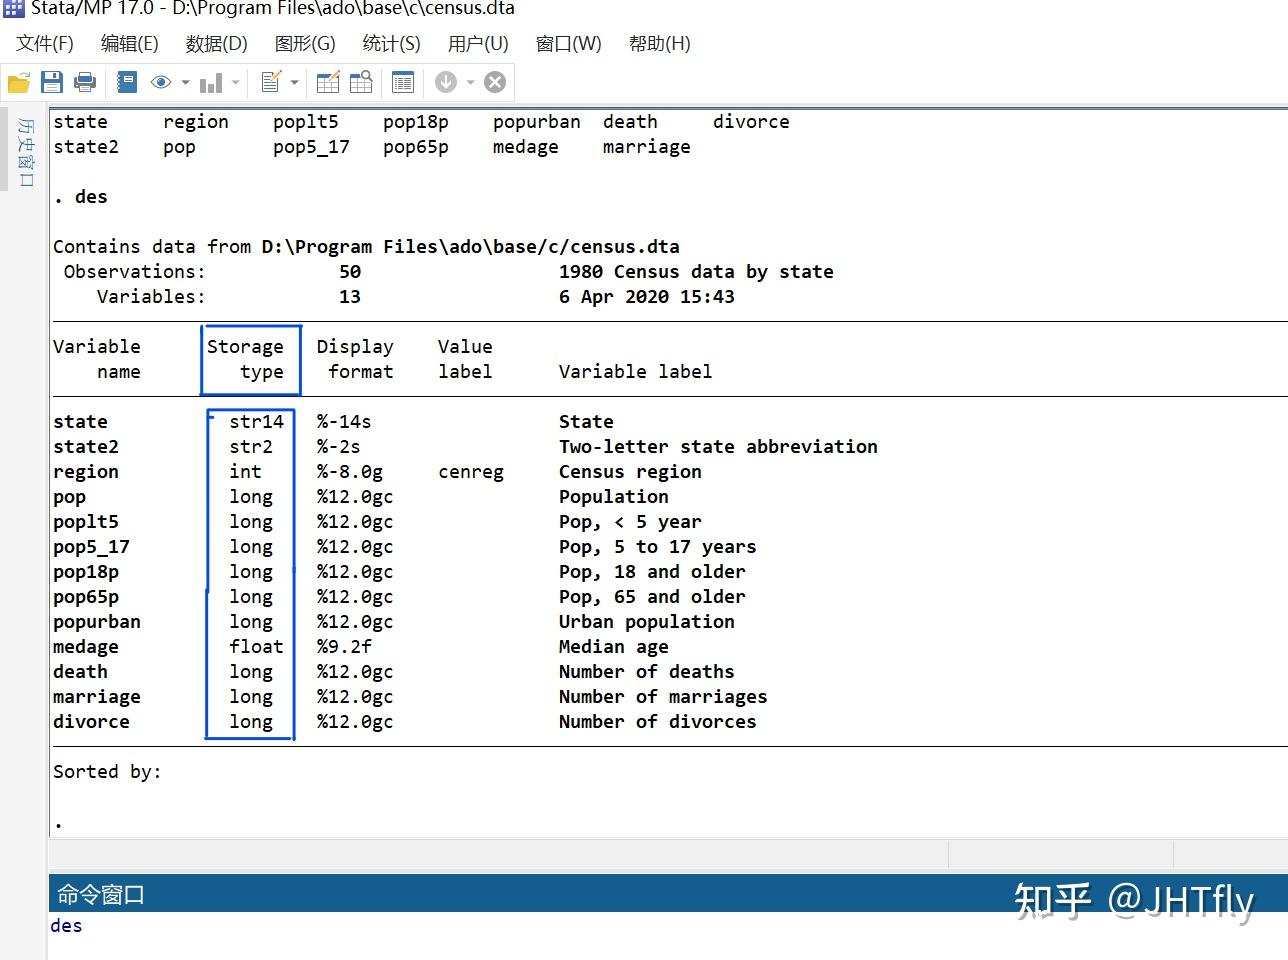 Stata/MP 17.0 - D:\Program Files\ado\base\c\census.dta
文件(F) 编辑(E) 数据(D) 图形(G) 统计(S) 用户(U) 窗口(W) 帮助(H)
历史窗口
state region poplt5 pop18p popurban death divorce
state2 pop pop5_17 pop65p medage marriage
. des
Contains data from D:\Program Files\ado\base/c/census.dta
Observations: 50 1980 Census data by state
Variables: 13 6 Apr 2020 15:43
Variable Storage Display Value
name type format label Variable label
state str14 %-14s State
state2 str2 %-2s Two-letter state abbreviation
region int %-8.0g cenreg Census region
pop long %12.0gc Population
poplt5 long %12.0gc Pop, < 5 year
pop5_17 long %12.0gc Pop, 5 to 17 years
pop18p long %12.0gc Pop, 18 and older
pop65p long %12.0gc Pop, 65 and older
popurban long %12.0gc Urban population
medage float %9.2f Median age
death long %12.0gc Number of deaths
marriage long %12.0gc Number of marriages
divorce long %12.0gc Number of divorces
Sorted by:
.
命令窗口
知乎 @JHTfly
des